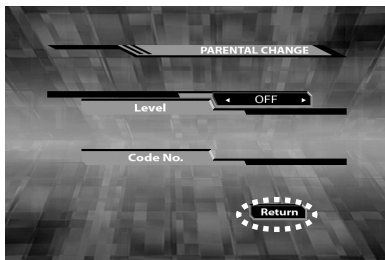 PARENTAL CHANGE
Level ◂ OFF ▸
Code No.
Return